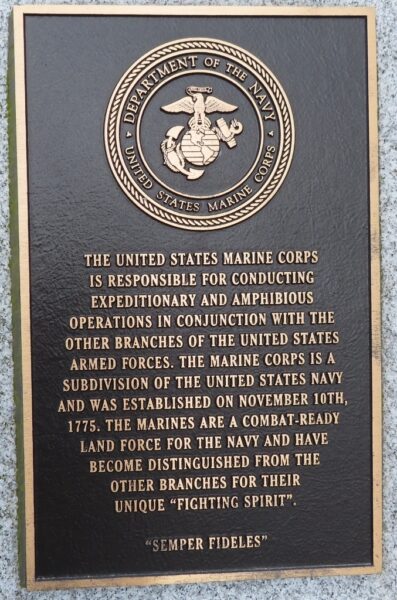 DEPARTMENT OF THE NAVY
UNITED STATES MARINE CORPS
THE UNITED STATES MARINE CORPS
IS RESPONSIBLE FOR CONDUCTING
EXPEDITIONARY AND AMPHIBIOUS
OPERATIONS IN CONJUNCTION WITH THE
OTHER BRANCHES OF THE UNITED STATES
ARMED FORCES. THE MARINE CORPS IS A
SUBDIVISION OF THE UNITED STATES NAVY
AND WAS ESTABLISHED ON NOVEMBER 10TH,
1775. THE MARINES ARE A COMBAT-READY
LAND FORCE FOR THE NAVY AND HAVE
BECOME DISTINGUISHED FROM THE
OTHER BRANCHES FOR THEIR
UNIQUE “FIGHTING SPIRIT”.
“SEMPER FIDELES”